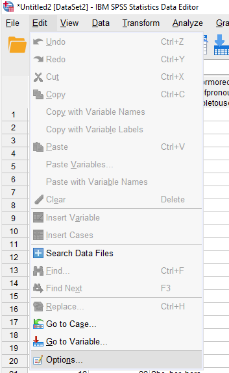 *Untitled2 [DataSet2] - IBM SPSS Statistics Data Editor
File Edit View Data Transform Analyze Gra
Undo Ctrl+Z
Redo Ctrl+Y
Cut Ctrl+X
Copy Ctrl+C
Copy with Variable Names
Copy with Variable Labels
Paste Ctrl+V
Paste Variables...
Paste with Variable Names
Clear Delete
Insert Variable
Insert Cases
Search Data Files
Find... Ctrl+F
Find Next F3
Replace... Ctrl+H
Go to Case...
Go to Variable...
Options...
ormored
fpronou
pletouse
1
2
3
4
5
6
7
8
9
10
11
12
13
14
15
16
17
18
19
20